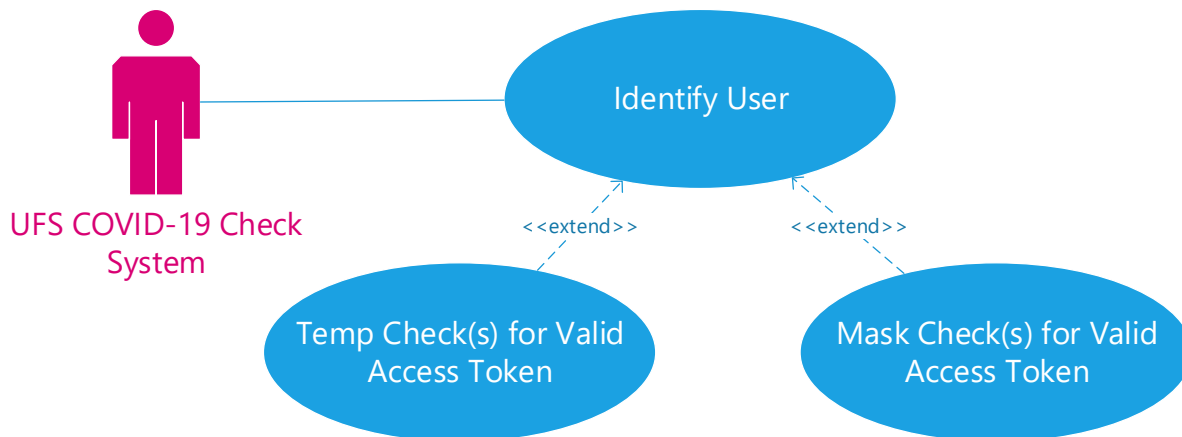 Identify User
UFS COVID-19 Check
System
<<extend>>
<<extend>>
Temp Check(s) for Valid
Access Token
Mask Check(s) for Valid
Access Token